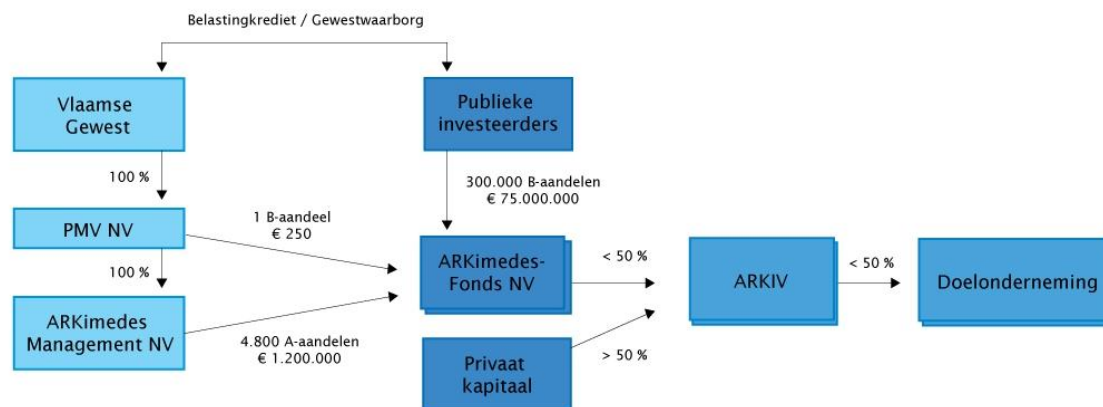 Belastingkrediet / Gewestwaarborg
Vlaamse
Gewest
Publieke
investeerders
100 %
300.000 B-aandelen
€ 75.000.000
PMV NV
1 B-aandeel
€ 250
ARKimedes-
Fonds NV
< 50 %
ARKIV
< 50 %
Doelonderneming
100 %
ARKimedes
Management NV
4.800 A-aandelen
€ 1.200.000
Privaat
kapitaal
> 50 %